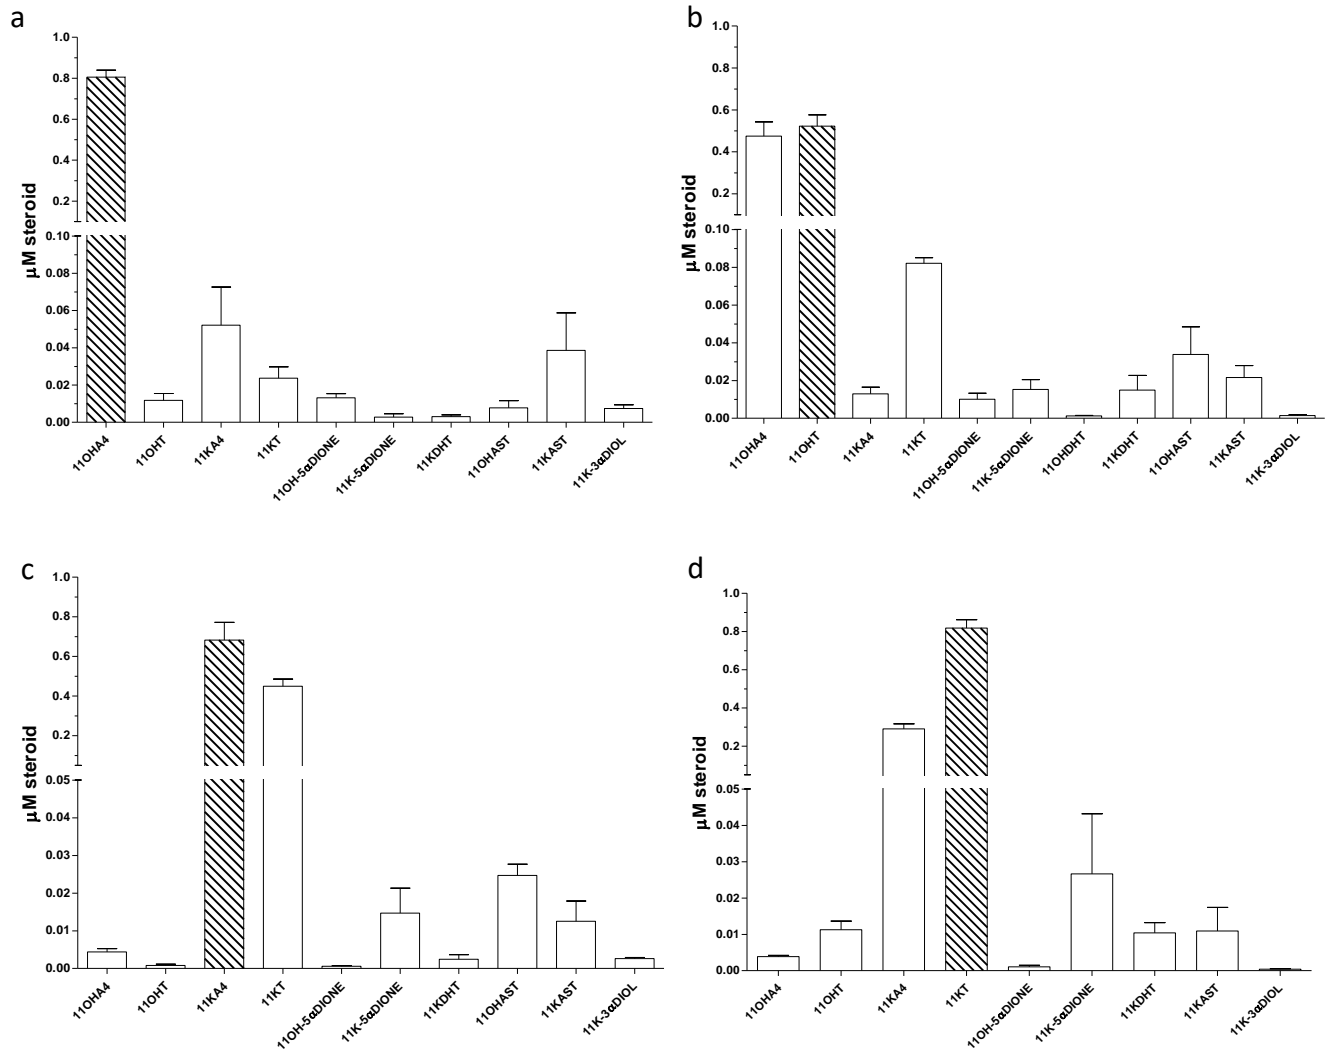 a
μM steroid
1.0
0.8
0.6
0.4
0.2
0.10
0.08
0.06
0.04
0.02
0.00
11OHA4
11OHT
11KA4
11KT
11OH-5αDIONE
11K-5αDIONE
11KDHT
11OHAST
11KAST
11K-3αDIOL
b
μM steroid
1.0
0.8
0.6
0.4
0.2
0.10
0.08
0.06
0.04
0.02
0.00
11OHA4
11OHT
11KA4
11KT
11OH-5αDIONE
11K-5αDIONE
11OHDHT
11KDHT
11OHAST
11KAST
11K-3αDIOL
c
μM steroid
1.0
0.8
0.6
0.4
0.2
0.05
0.04
0.03
0.02
0.01
0.00
11OHA4
11OHT
11KA4
11KT
11OH-5αDIONE
11K-5αDIONE
11KDHT
11OHAST
11KAST
11K-3αDIOL
d
μM steroid
1.0
0.8
0.6
0.4
0.2
0.05
0.04
0.03
0.02
0.01
0.00
11OHA4
11OHT
11KA4
11KT
11OH-5αDIONE
11K-5αDIONE
11KDHT
11KAST
11K-3αDIOL